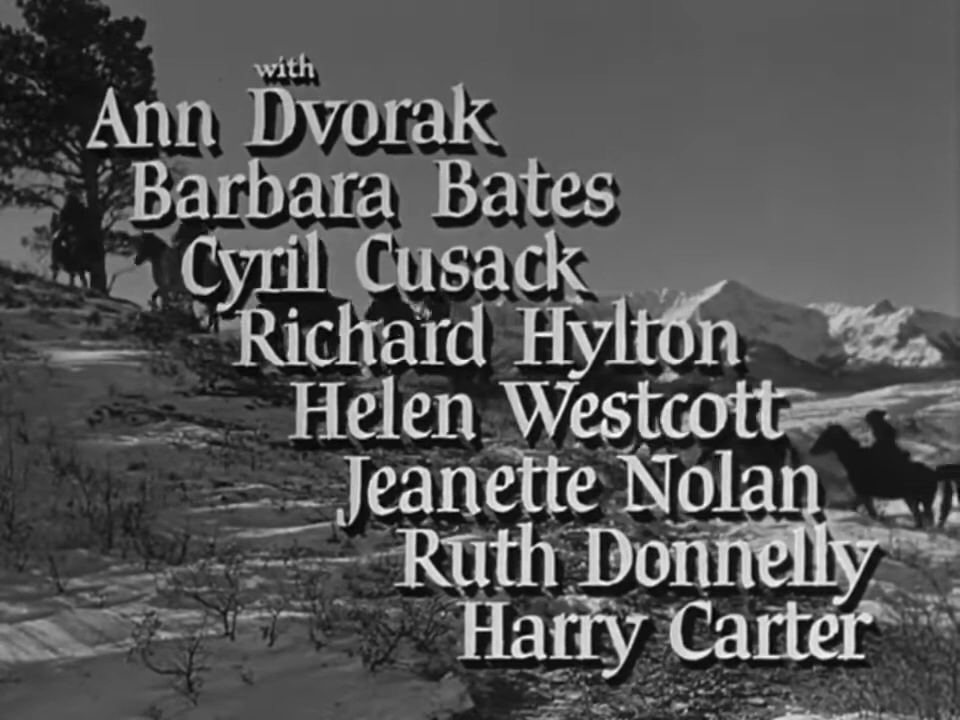 with
Ann Dvorak
Barbara Bates
Cyril Cusack
Richard Hylton
Helen Westcott
Jeanette Nolan
Ruth Donnelly
Harry Carter